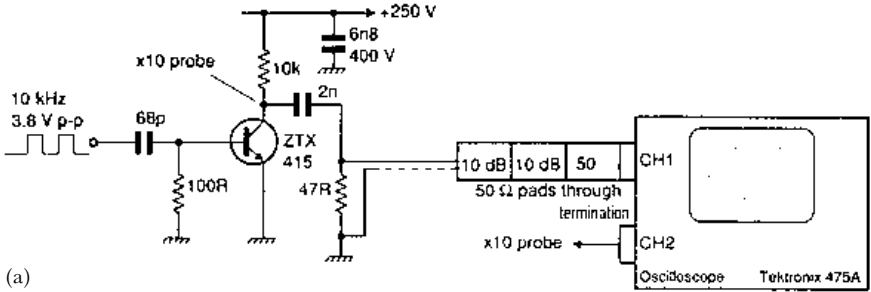 +250 V
6n8
400 V
10k
x10 probe
2n
10 kHz
3.8 V p-p
68p
ZTX
415
100R
47R
10 dB 10 dB 50
CH1
50 Ω pads through
termination
x10 probe
CH2
Oscilloscope Tektronix 475A
(a)